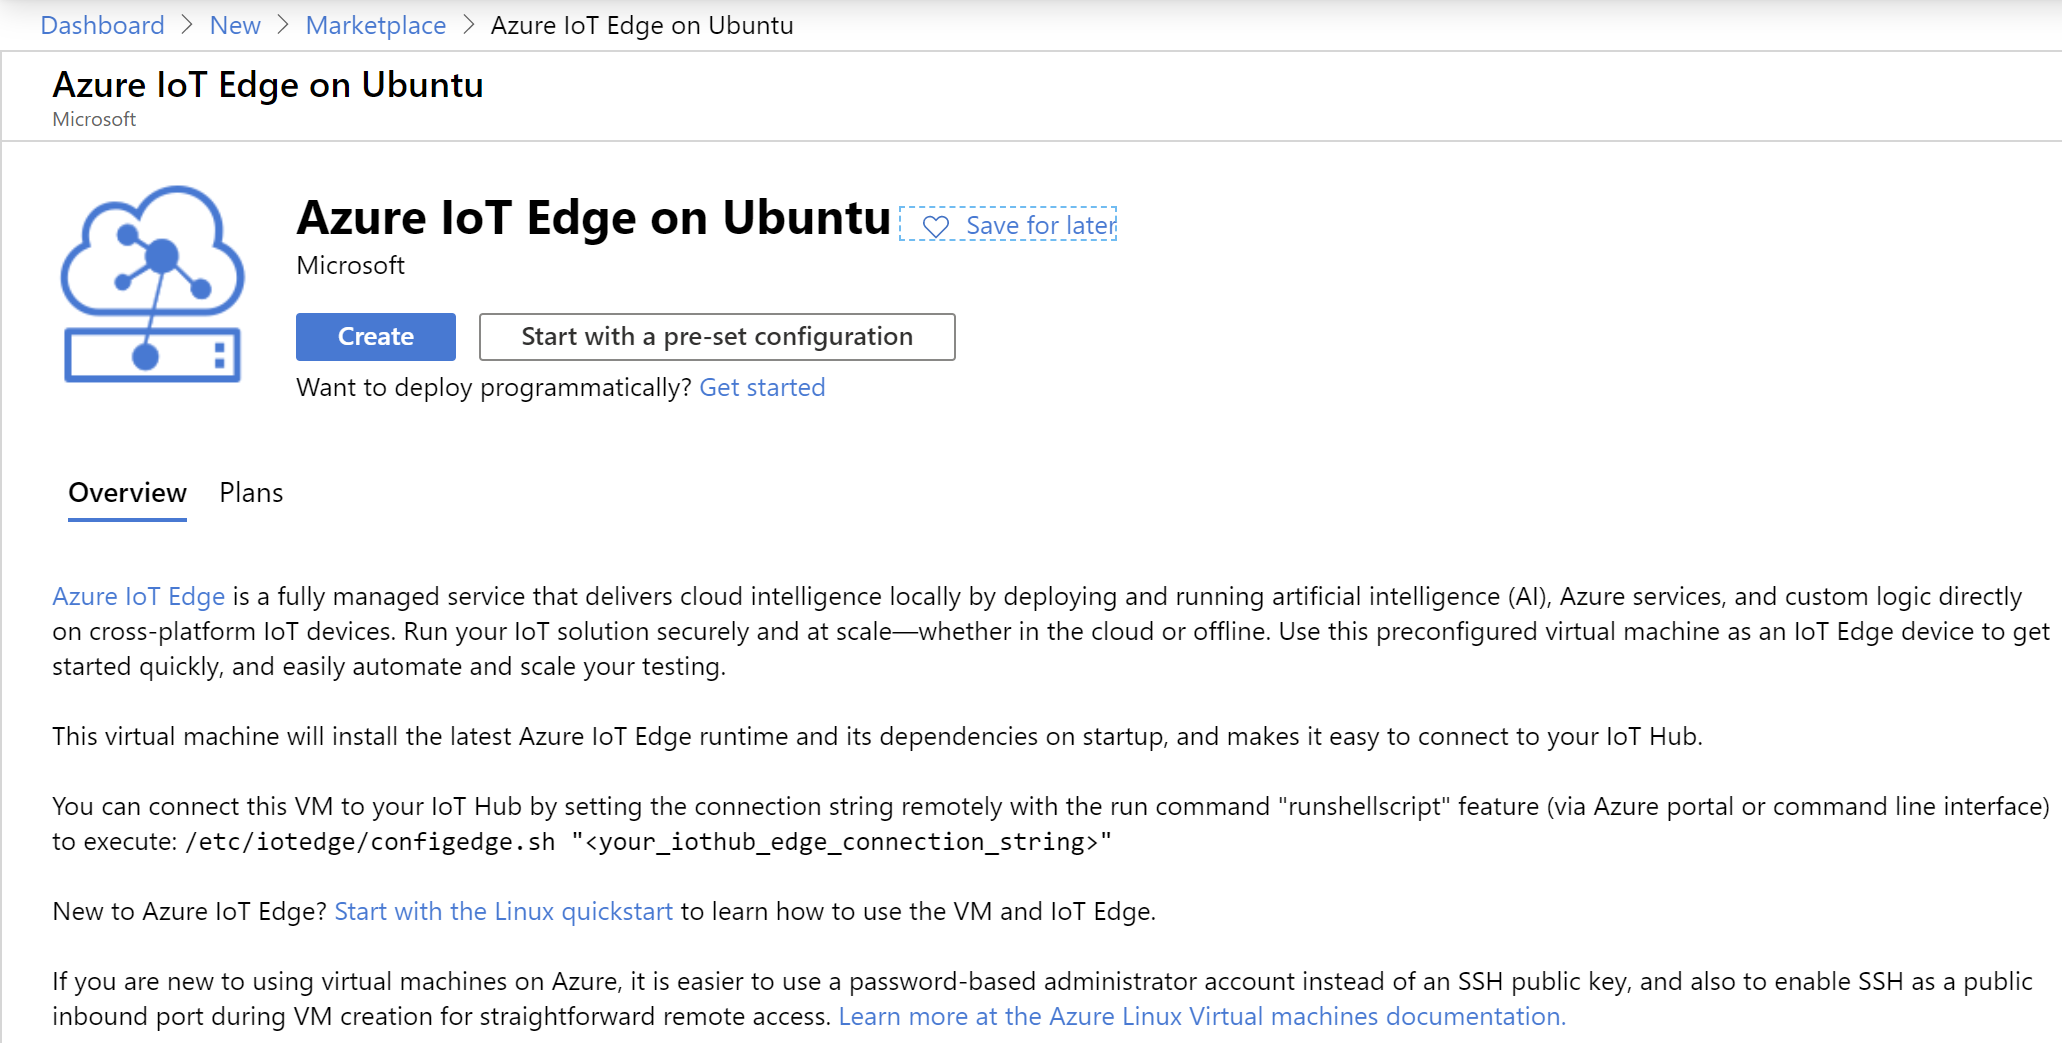 Dashboard > New > Marketplace > Azure IoT Edge on Ubuntu
Azure IoT Edge on Ubuntu
Microsoft
Azure IoT Edge on Ubuntu
Save for later
Microsoft
Create
Start with a pre-set configuration
Want to deploy programmatically? Get started
Overview
Plans
Azure IoT Edge is a fully managed service that delivers cloud intelligence locally by deploying and running artificial intelligence (AI), Azure services, and custom logic directly
on cross-platform IoT devices. Run your IoT solution securely and at scale—whether in the cloud or offline. Use this preconfigured virtual machine as an IoT Edge device to get
started quickly, and easily automate and scale your testing.
This virtual machine will install the latest Azure IoT Edge runtime and its dependencies on startup, and makes it easy to connect to your IoT Hub.
You can connect this VM to your IoT Hub by setting the connection string remotely with the run command "runshellscript" feature (via Azure portal or command line interface)
to execute: /etc/iotedge/configedge.sh "<your_iothub_edge_connection_string>"
New to Azure IoT Edge? Start with the Linux quickstart to learn how to use the VM and IoT Edge.
If you are new to using virtual machines on Azure, it is easier to use a password-based administrator account instead of an SSH public key, and also to enable SSH as a public
inbound port during VM creation for straightforward remote access. Learn more at the Azure Linux Virtual machines documentation.